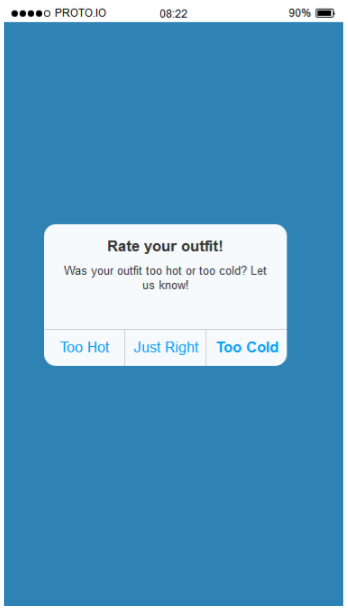 PROTO.IO 08:22 90%
Rate your outfit!
Was your outfit too hot or too cold? Let
us know!
Too Hot Just Right Too Cold